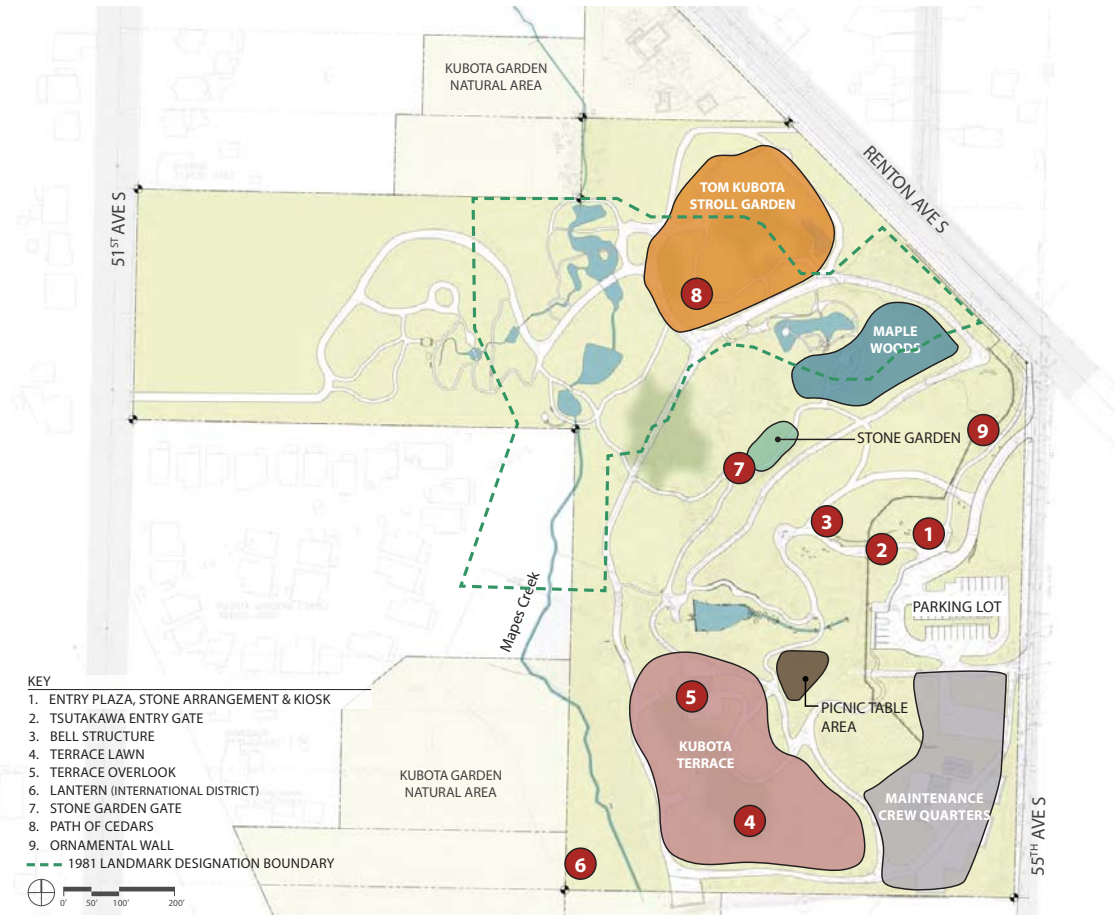 KUBOTA GARDEN
NATURAL AREA
RENTON AVE S
51ST AVE S
TOM KUBOTA
STROLL GARDEN
8
MAPLE
WOODS
9
STONE GARDEN
7
3
2
1
Mapes Creek
PARKING LOT
5
PICNIC TABLE
AREA
KUBOTA
TERRACE
4
MAINTENANCE
CREW QUARTERS
55TH AVE S
KUBOTA GARDEN
NATURAL AREA
6
KEY
1. ENTRY PLAZA, STONE ARRANGEMENT & KIOSK
2. TSUTAKAWA ENTRY GATE
3. BELL STRUCTURE
4. TERRACE LAWN
5. TERRACE OVERLOOK
6. LANTERN (INTERNATIONAL DISTRICT)
7. STONE GARDEN GATE
8. PATH OF CEDARS
9. ORNAMENTAL WALL
1981 LANDMARK DESIGNATION BOUNDARY
0' 50' 100' 200'